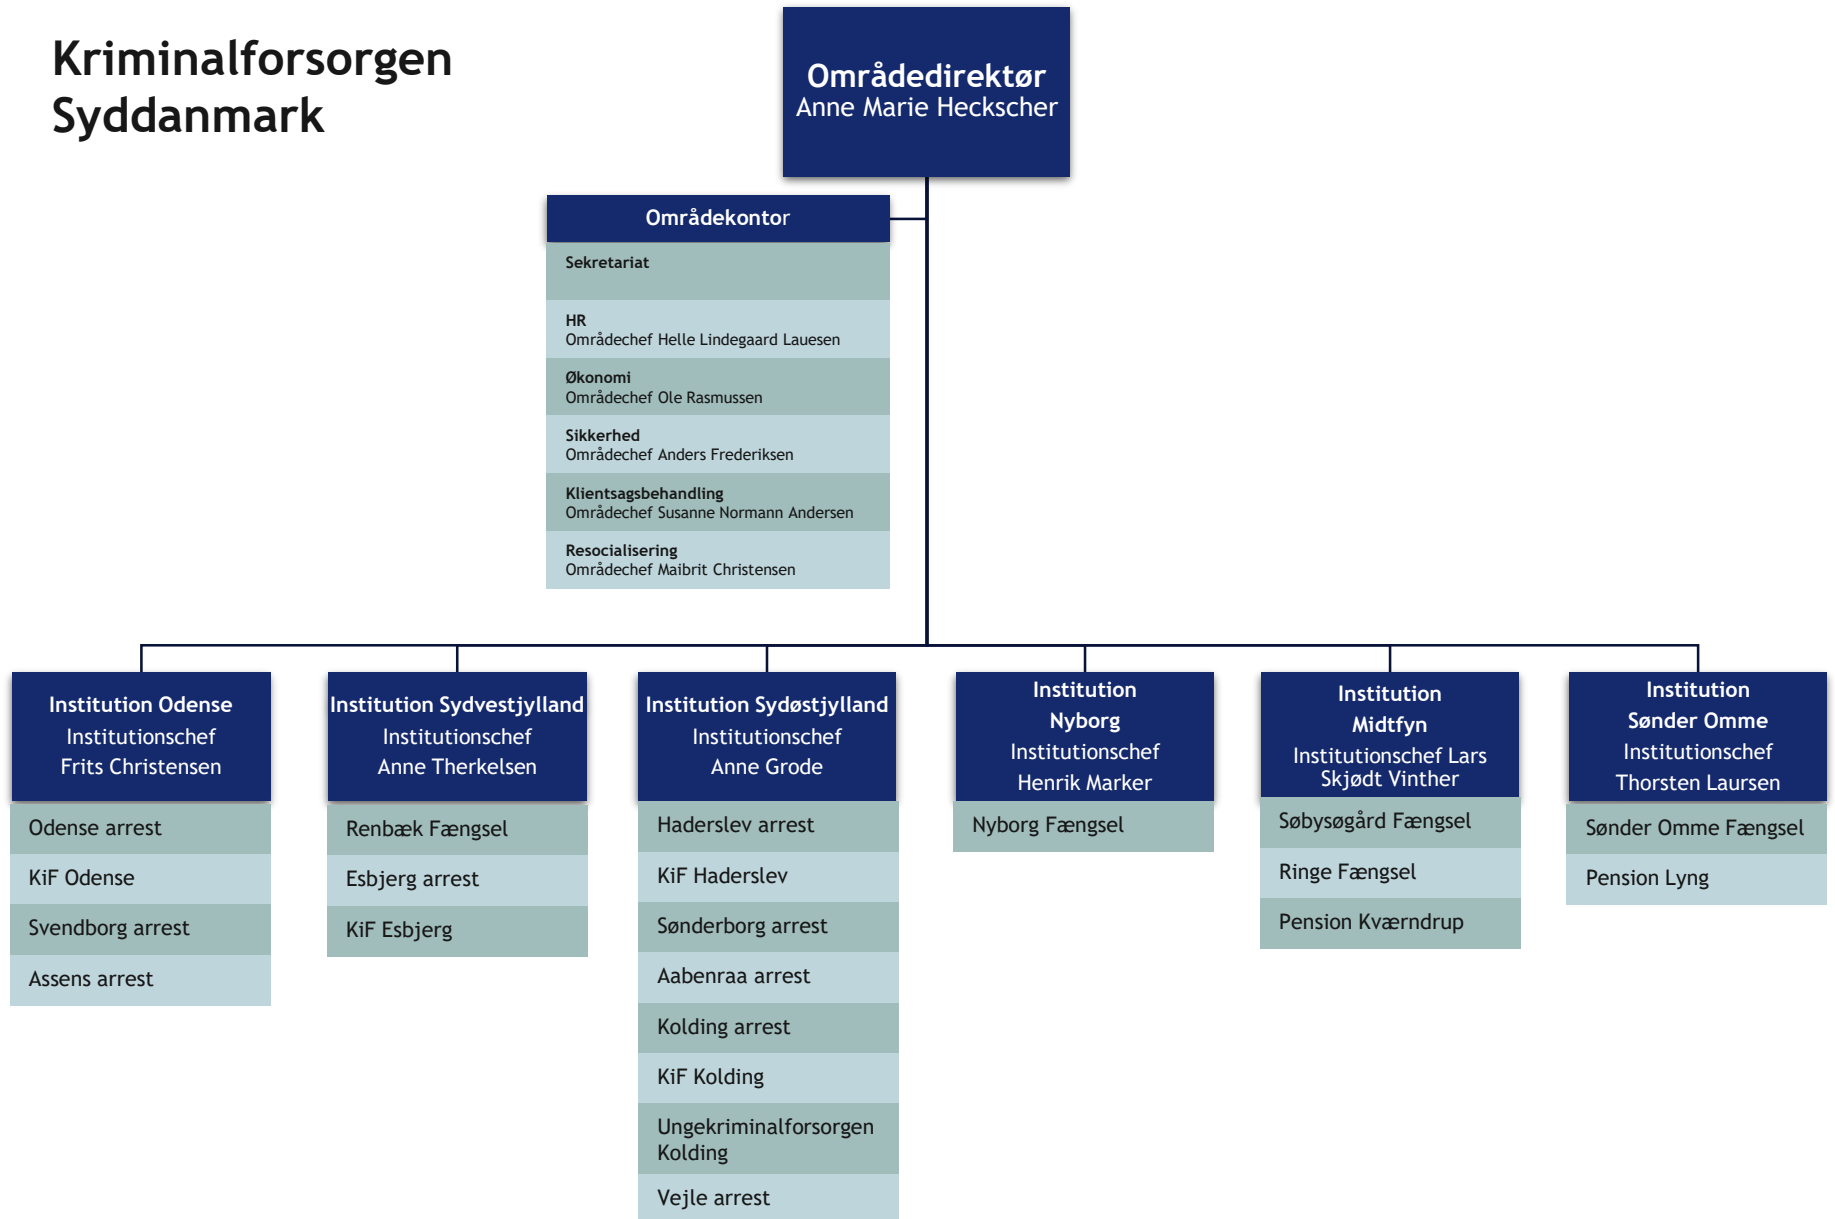 Kriminalforsorgen
Syddanmark
Områdedirektør
Anne Marie Heckscher
Områdekontor
Sekretariat
HR
Områdechef Helle Lindegaard Lauesen
Økonomi
Områdechef Ole Rasmussen
Sikkerhed
Områdechef Anders Frederiksen
Klientsagsbehandling
Områdechef Susanne Normann Andersen
Resocialisering
Områdechef Maibrit Christensen
Institution Odense
Institutionschef
Frits Christensen
Odense arrest
KiF Odense
Svendborg arrest
Assens arrest
Institution Sydvestjylland
Institutionschef
Anne Therkelsen
Renbæk Fængsel
Esbjerg arrest
KiF Esbjerg
Institution Sydøstjylland
Institutionschef
Anne Grode
Haderslev arrest
KiF Haderslev
Sønderborg arrest
Aabenraa arrest
Kolding arrest
KiF Kolding
Ungekriminalforsorgen
Kolding
Vejle arrest
Institution
Nyborg
Institutionschef
Henrik Marker
Nyborg Fængsel
Institution
Midtfyn
Institutionschef Lars
Skjødt Vinther
Søbysøgård Fængsel
Ringe Fængsel
Pension Kværndrup
Institution
Sønder Omme
Institutionschef
Thorsten Laursen
Sønder Omme Fængsel
Pension Lyng